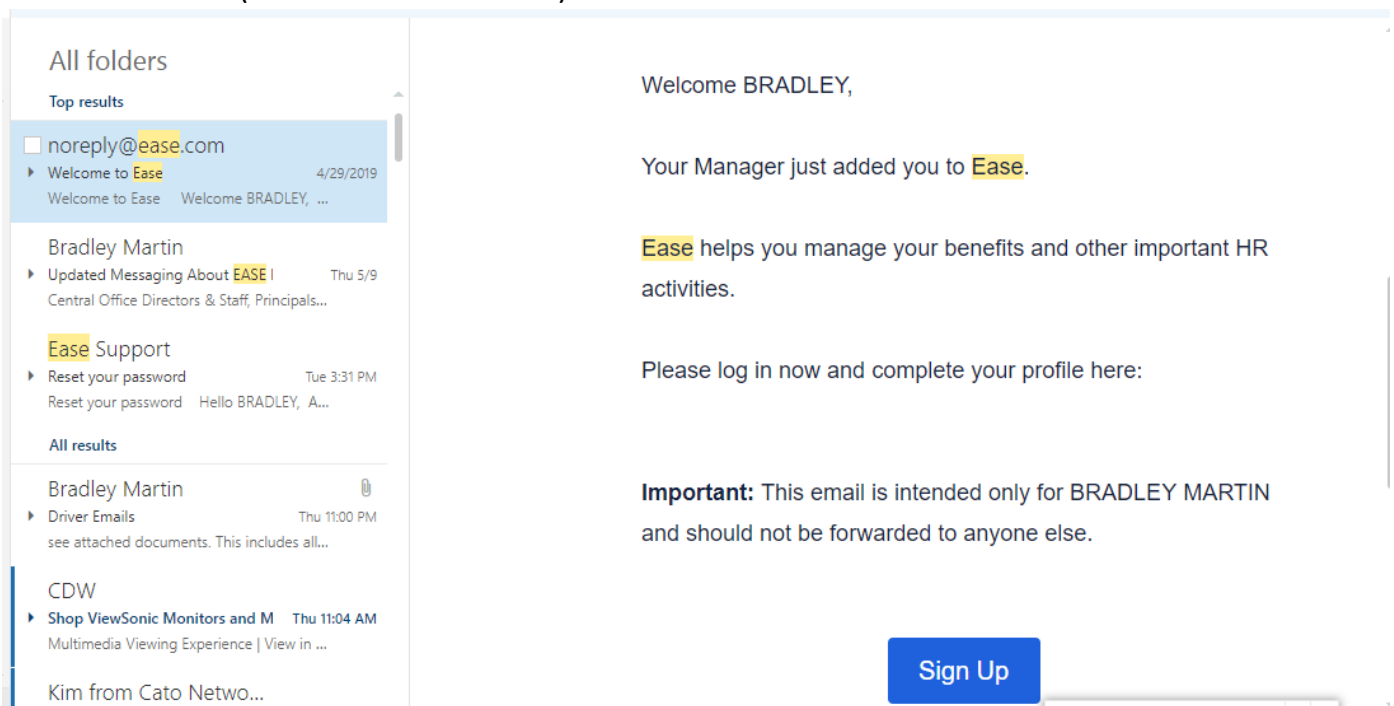 All folders
Top results
noreply@ease.com
Welcome to Ease 4/29/2019
Welcome to Ease Welcome BRADLEY, ...
Bradley Martin
Updated Messaging About EASE Thu 5/9
Central Office Directors & Staff, Principals...
Ease Support
Reset your password Tue 3:31 PM
Reset your password Hello BRADLEY, A...
All results
Bradley Martin
Driver Emails Thu 11:00 PM
see attached documents. This includes all...
CDW
Shop ViewSonic Monitors and M Thu 11:04 AM
Multimedia Viewing Experience | View in ...
Kim from Cato Netwo...
Welcome BRADLEY,
Your Manager just added you to Ease.
Ease helps you manage your benefits and other important HR
activities.
Please log in now and complete your profile here:
Important: This email is intended only for BRADLEY MARTIN
and should not be forwarded to anyone else.
Sign Up